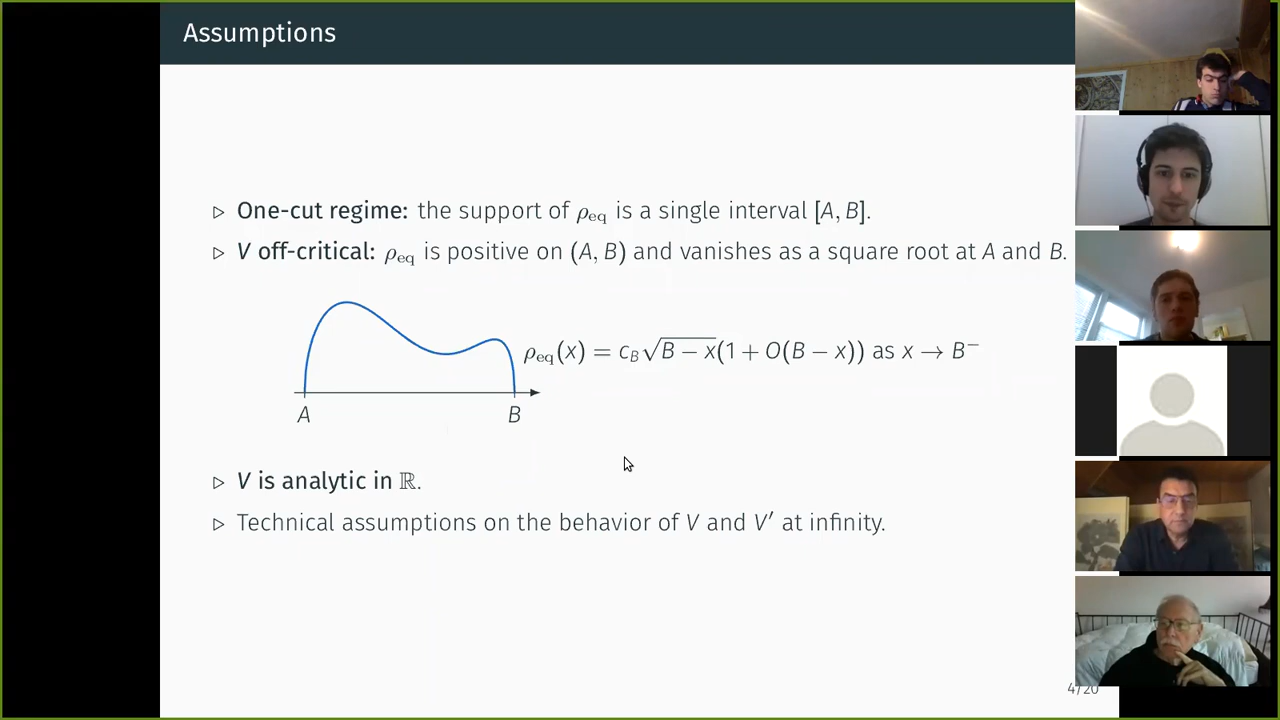 Assumptions
▷ One-cut regime: the support of ρ_eq is a single interval [A, B].
▷ V off-critical: ρ_eq is positive on (A, B) and vanishes as a square root at A and B.
ρ_eq(x) = c_B√(B − x)(1 + O(B − x)) as x → B⁻
A B
▷ V is analytic in ℝ.
▷ Technical assumptions on the behavior of V and V′ at infinity.
4/20